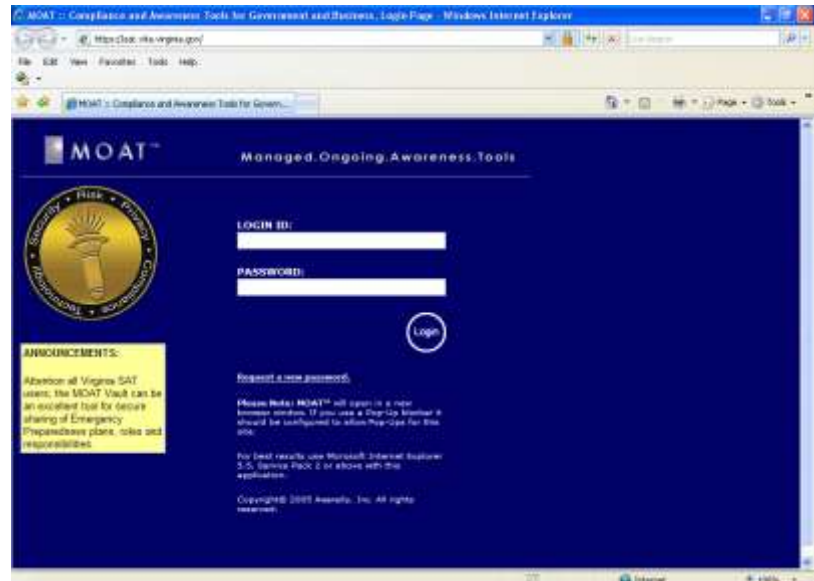 MOAT :: Compliance and Awareness Tools for Government and Business, Login Page - Windows Internet Explorer
File Edit View Favorites Tools Help
MOAT :: Compliance and Awareness Tools for Govern...
Page Tools
MOAT™
Managed.Ongoing.Awareness.Tools
Security • Risk • Privacy • Compliance • Technology
LOGIN ID:
PASSWORD:
Login
ANNOUNCEMENTS:
Attention all Virginia SAT
users, the MOAT Vault can be
an excellent tool for secure
sharing of Emergency
Preparedness plans, roles and
responsibilities.
Request a new password.
Please Note: MOAT™ will open in a new
browser window. If you use a Pop-Up blocker it
should be configured to allow Pop-Ups for this
site.
For best results use Microsoft Internet Explorer
5.5, Service Pack 2 or above with this
application.
Copyright© 2005 Inc. All rights
reserved.
Internet
100%